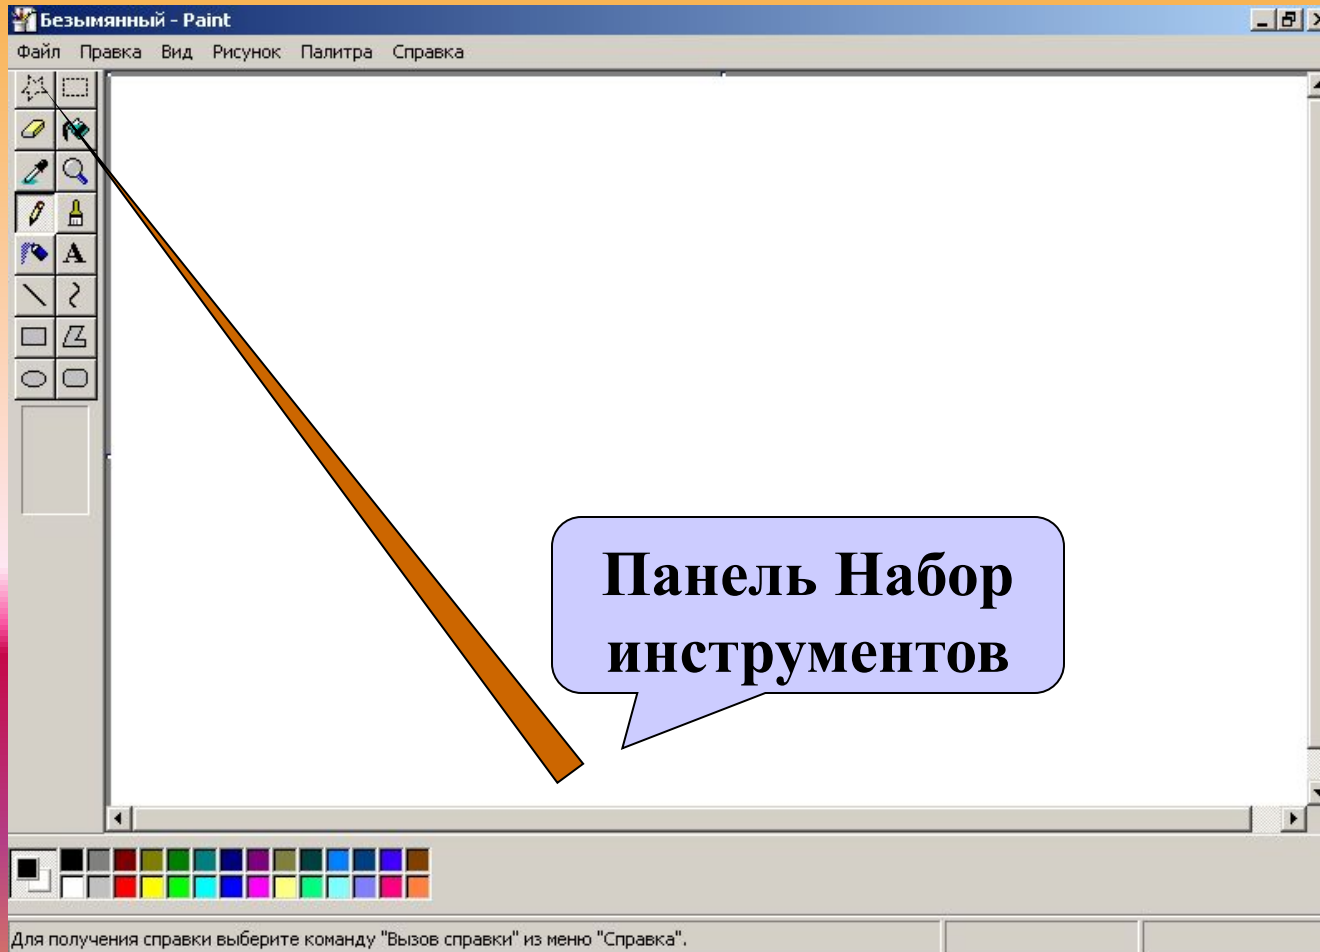 Безымянный - Paint
Файл Правка Вид Рисунок Палитра Справка
A
Панель Набор
инструментов
Для получения справки выберите команду "Вызов справки" из меню "Справка".